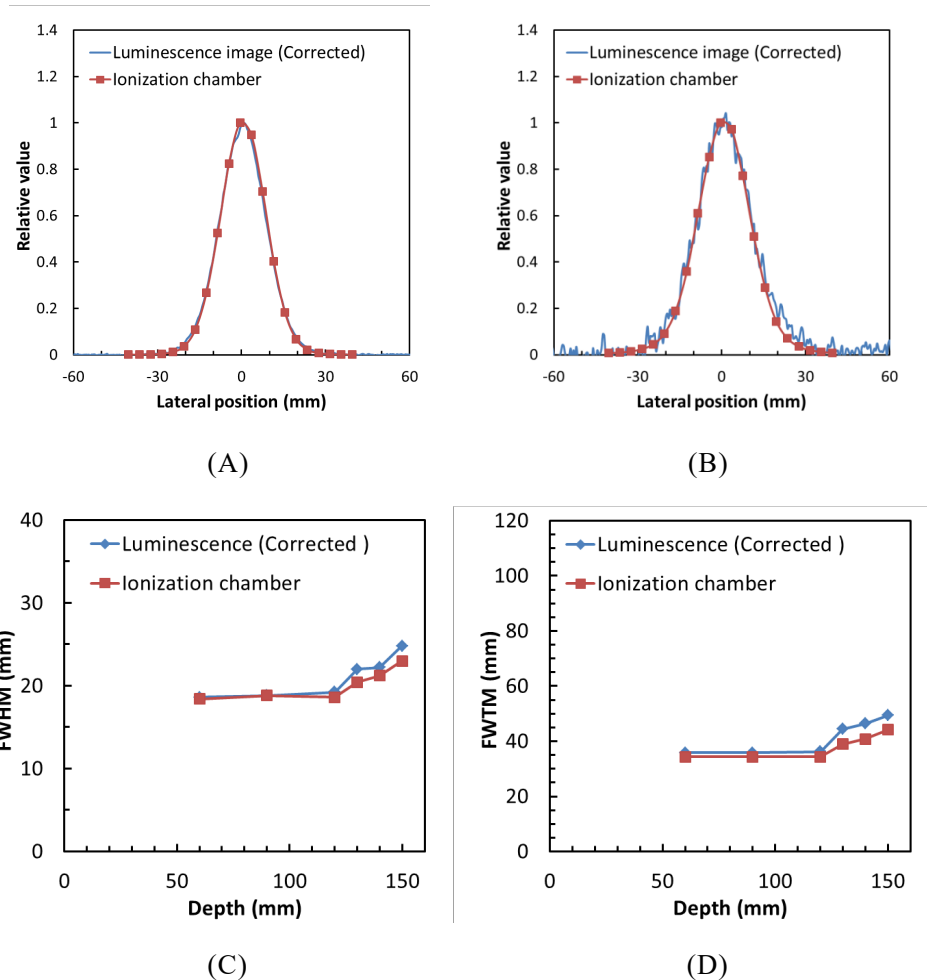 1.4
1.2
1
0.8
0.6
0.4
0.2
0
Relative value
Luminescence image (Corrected)
Ionization chamber
-60
-30
0
30
60
Lateral position (mm)
(A)
1.4
1.2
1
0.8
0.6
0.4
0.2
0
Relative value
Luminescence image (Corrected)
Ionization chamber
-60
-30
0
30
60
Lateral position (mm)
(B)
40
30
20
10
0
FWHM (mm)
Luminescence (Corrected )
Ionization chamber
0
50
100
150
Depth (mm)
(C)
120
100
80
60
40
20
0
FWTM (mm)
Luminescence (Corrected )
Ionization chamber
0
50
100
150
Depth (mm)
(D)